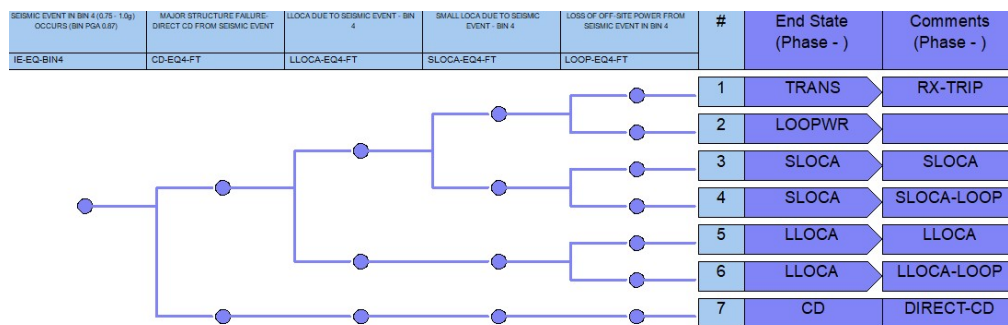 SEISMIC EVENT IN BIN 4 (0.75 - 1.0g)
OCCURS (BIN PGA 0.87)
MAJOR STRUCTURE FAILURE-
DIRECT CD FROM SEISMIC EVENT
LLOCA DUE TO SEISMIC EVENT - BIN
4
SMALL LOCA DUE TO SEISMIC
EVENT - BIN 4
LOSS OF OFF-SITE POWER FROM
SEISMIC EVENT IN BIN 4
#
End State
(Phase - )
Comments
(Phase - )
IE-EQ-BIN4
CD-EQ4-FT
LLOCA-EQ4-FT
SLOCA-EQ4-FT
LOOP-EQ4-FT
1 TRANS RX-TRIP
2 LOOPWR
3 SLOCA SLOCA
4 SLOCA SLOCA-LOOP
5 LLOCA LLOCA
6 LLOCA LLOCA-LOOP
7 CD DIRECT-CD